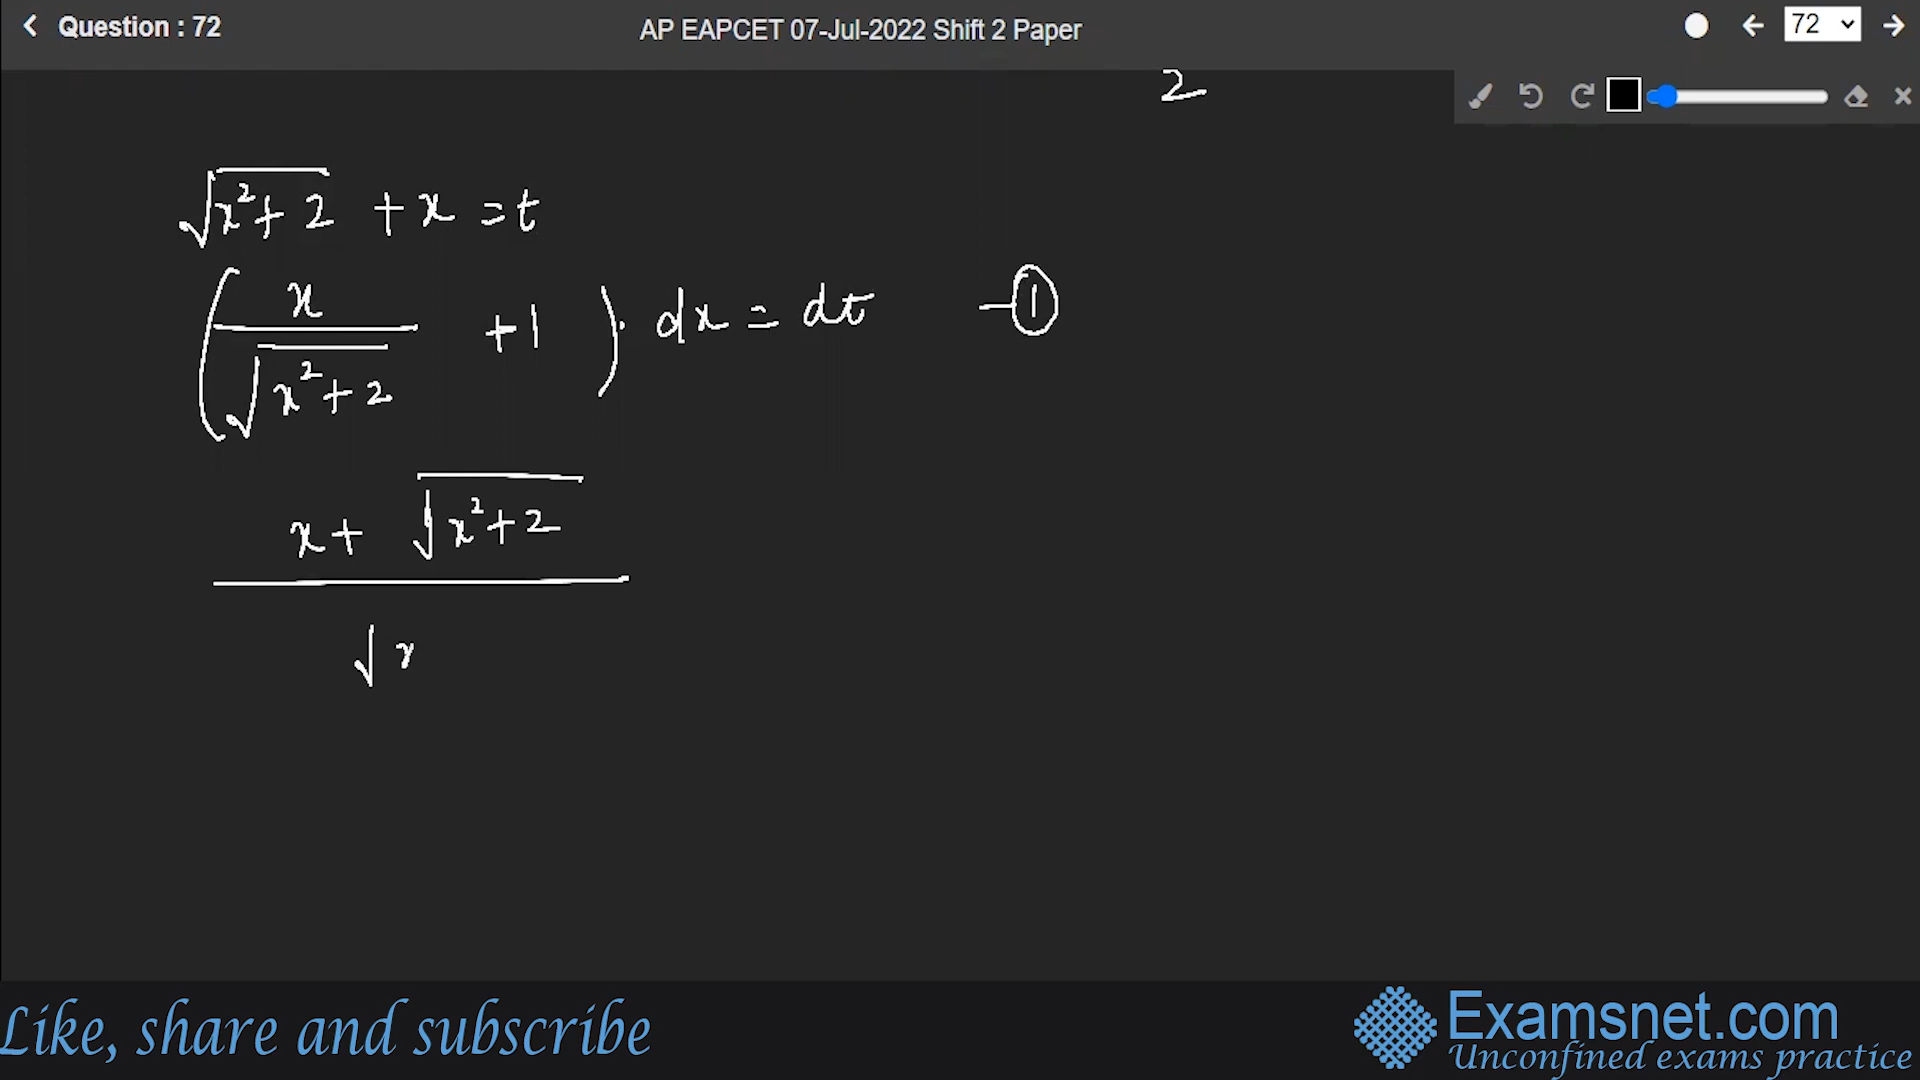 Question : 72
AP EAPCET 07-Jul-2022 Shift 2 Paper
72
2
√(x²+2) + x = t
(x/√(x²+2) + 1) . dx = dt -①
x + √(x²+2)
√x
Like, share and subscribe
Examsnet.com
Unconfined exams practice